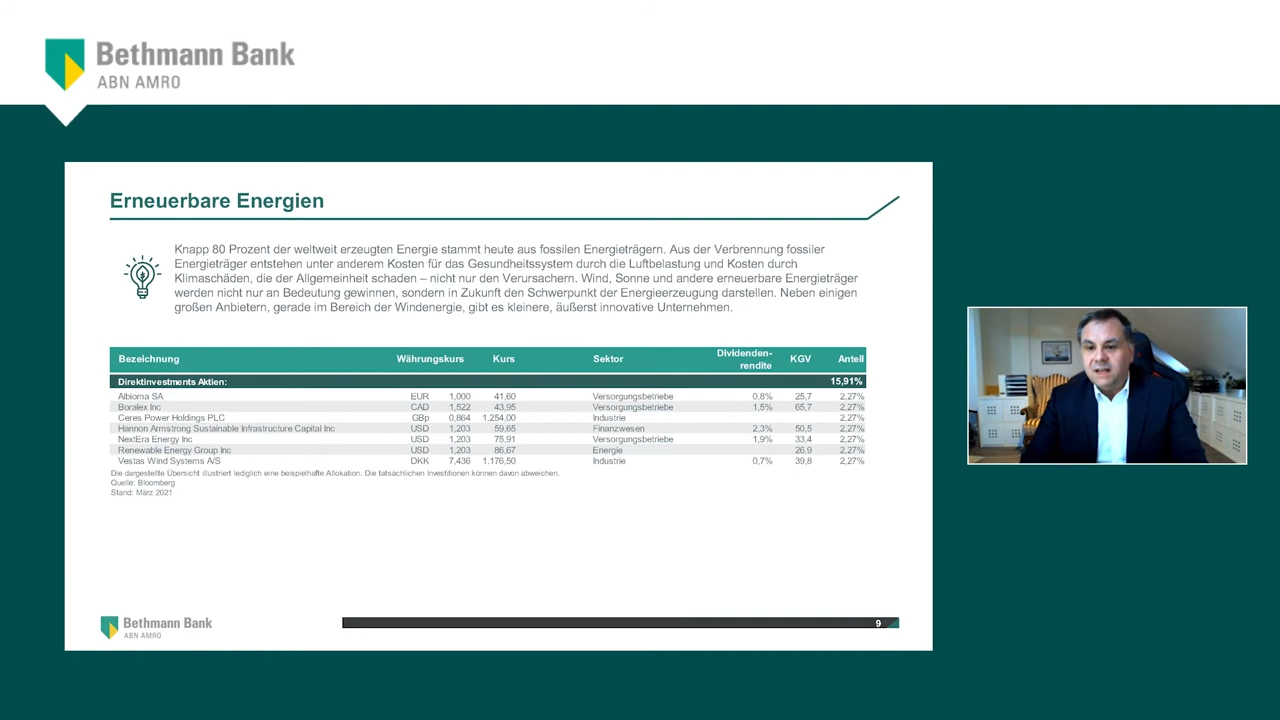 Bethmann Bank
ABN AMRO
Erneuerbare Energien
Knapp 80 Prozent der weltweit erzeugten Energie stammt heute aus fossilen Energieträgern. Aus der Verbrennung fossiler
Energieträger entstehen unter anderem Kosten für das Gesundheitssystem durch die Luftbelastung und Kosten durch
Klimaschäden, die der Allgemeinheit schaden – nicht nur den Verursachern. Wind, Sonne und andere erneuerbare Energieträger
werden nicht nur an Bedeutung gewinnen, sondern in Zukunft den Schwerpunkt der Energieerzeugung darstellen. Neben einigen
großen Anbietern, gerade im Bereich der Windenergie, gibt es kleinere, äußerst innovative Unternehmen.
Bezeichnung Währungskurs Kurs Sektor Dividenden-rendite KGV Anteil
Direktinvestments Aktien: 15,91%
Albioma SA EUR 1,000 41,60 Versorgungsbetriebe 0,8% 25,7 2,27%
Boralex Inc CAD 1,522 43,95 Versorgungsbetriebe 1,5% 65,7 2,27%
Ceres Power Holdings PLC GBp 0,864 1.254,00 Industrie 2,27%
Hannon Armstrong Sustainable Infrastructure Capital Inc USD 1,203 59,65 Finanzwesen 2,3% 50,5 2,27%
NextEra Energy Inc USD 1,203 75,91 Versorgungsbetriebe 1,9% 33,4 2,27%
Renewable Energy Group Inc USD 1,203 86,67 Energie 26,9 2,27%
Vestas Wind Systems A/S DKK 7,436 1.176,50 Industrie 0,7% 39,8 2,27%
Die dargestellte Übersicht illustriert lediglich eine beispielhafte Allokation. Die tatsächlichen Investitionen können davon abweichen.
Quelle: Bloomberg
Stand: März 2021
Bethmann Bank
ABN AMRO
9